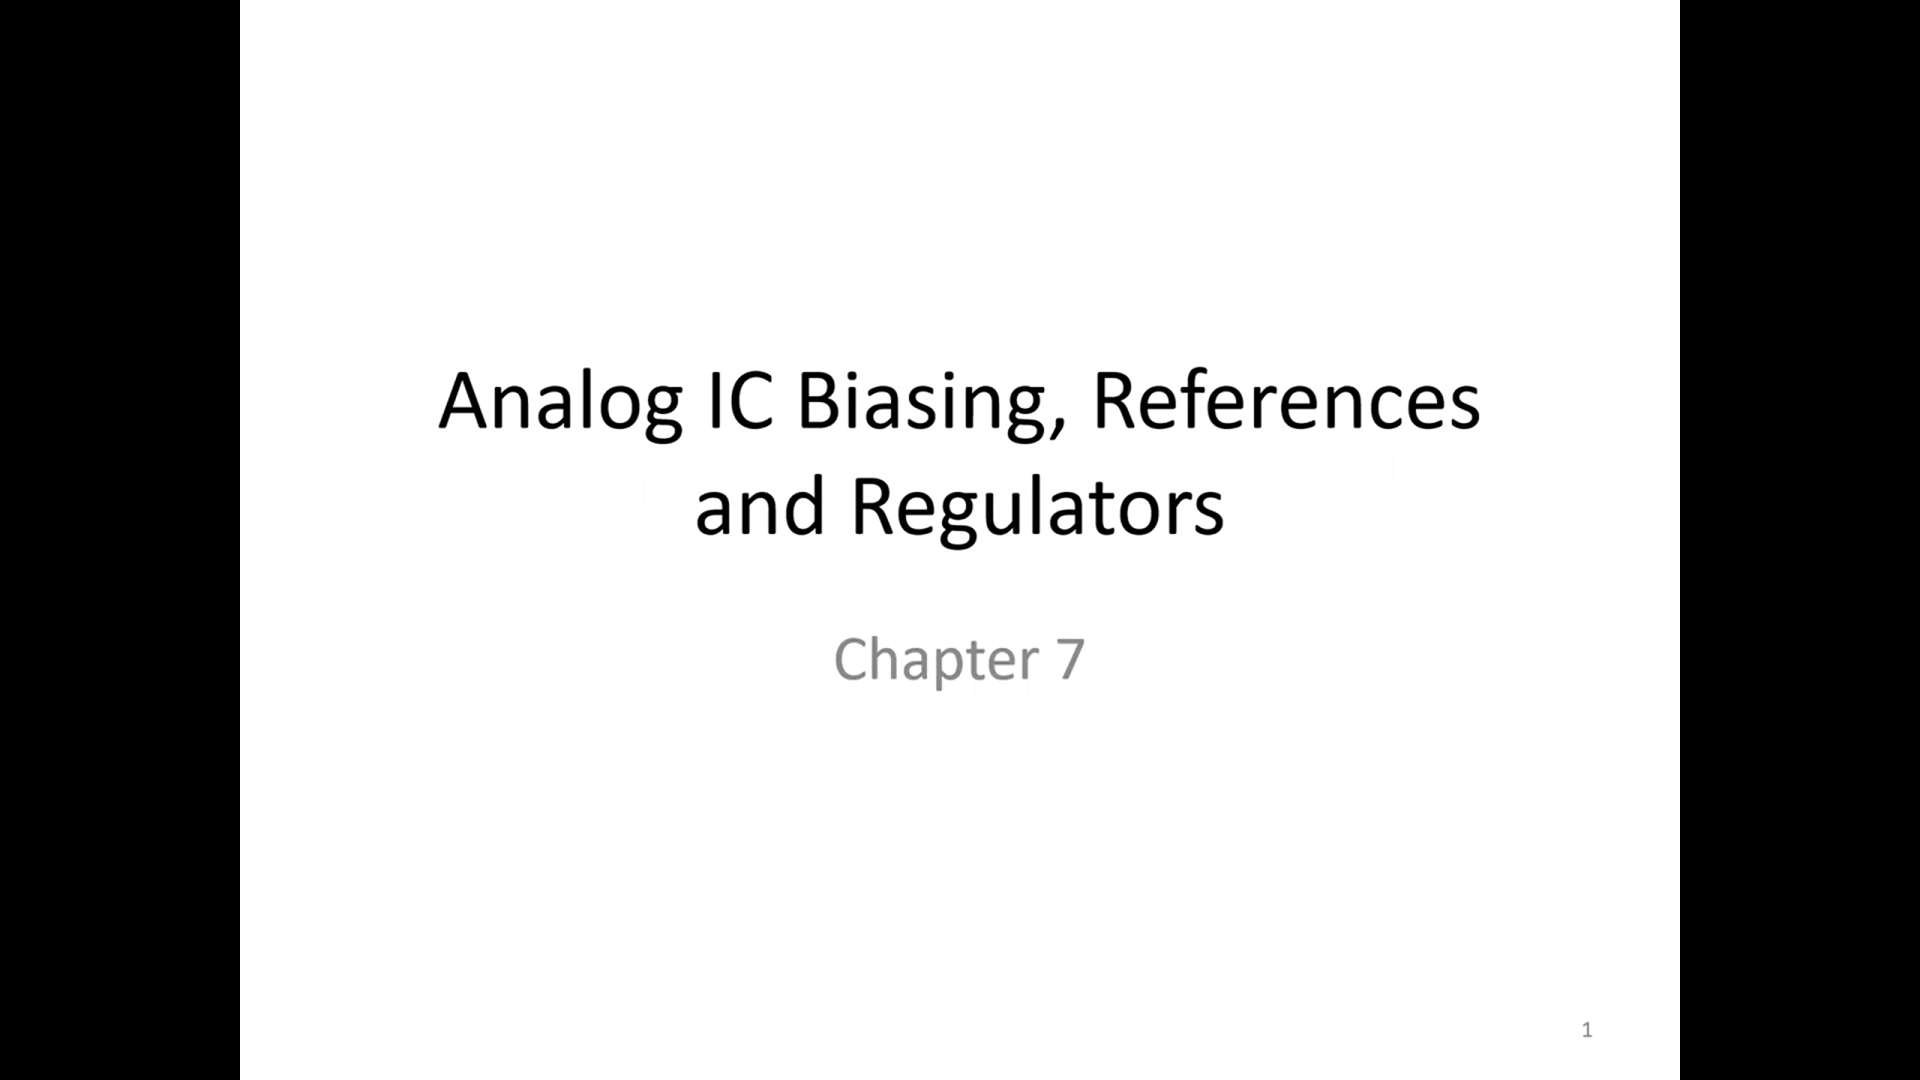 Analog IC Biasing, References
and Regulators
Chapter 7
1